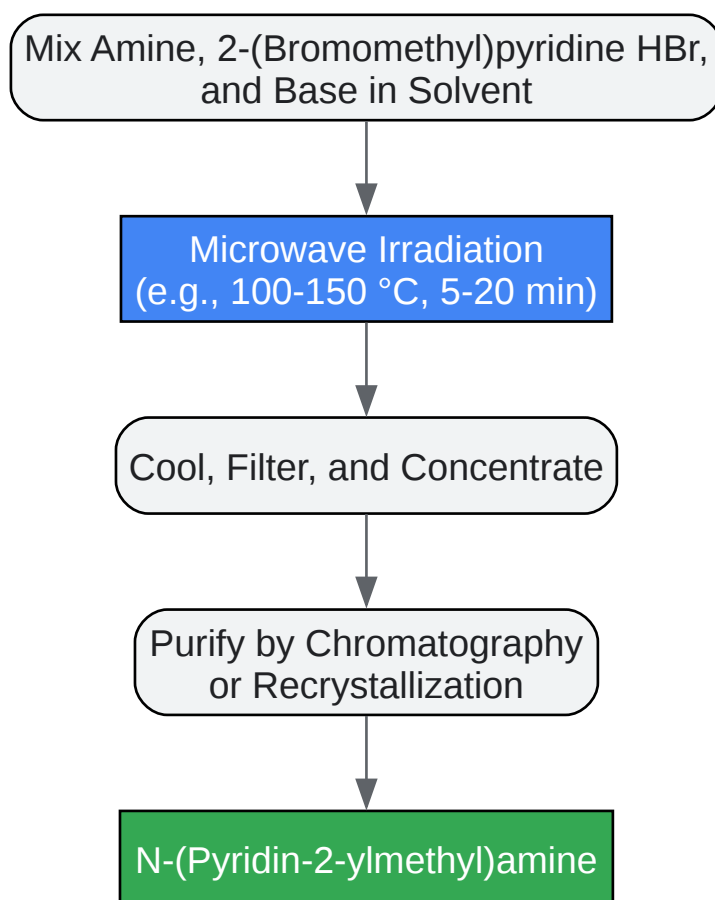 Mix Amine, 2-(Bromomethyl)pyridine HBr,
and Base in Solvent
Microwave Irradiation
(e.g., 100-150 °C, 5-20 min)
Cool, Filter, and Concentrate
Purify by Chromatography
or Recrystallization
N-(Pyridin-2-ylmethyl)amine